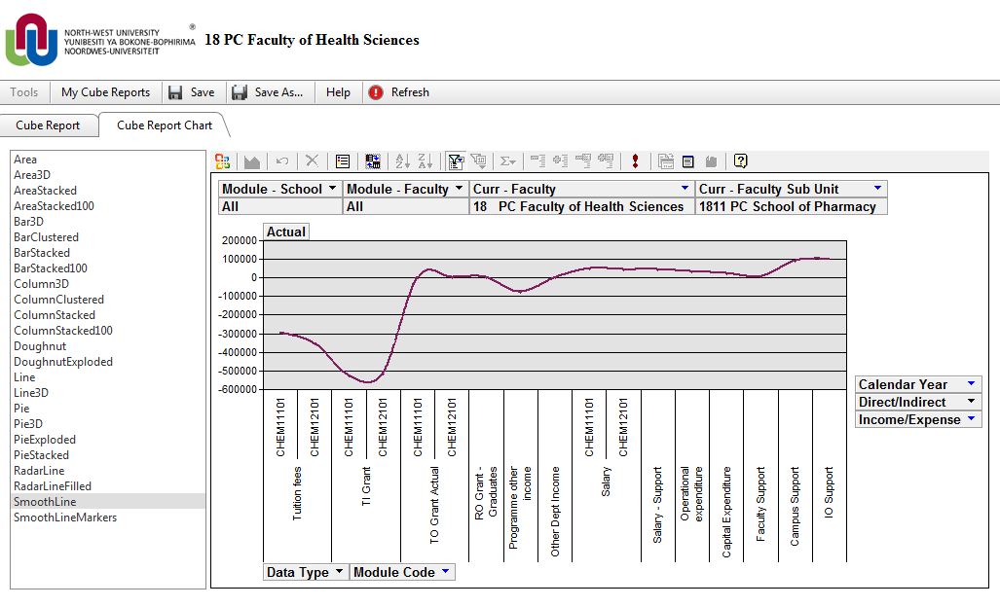 NORTH-WEST UNIVERSITY ®
YUNIBESITI YA BOKONE-BOPHIRIMA
NOORDWES-UNIVERSITEIT
18 PC Faculty of Health Sciences
Tools My Cube Reports Save Save As... Help Refresh
Cube Report Cube Report Chart
Area
Area3D
AreaStacked
AreaStacked100
Bar3D
BarClustered
BarStacked
BarStacked100
Column3D
ColumnClustered
ColumnStacked
ColumnStacked100
Doughnut
DoughnutExploded
Line
Line3D
Pie
Pie3D
PieExploded
PieStacked
RadarLine
RadarLineFilled
SmoothLine
SmoothLineMarkers
Module - School Module - Faculty Curr - Faculty Curr - Faculty Sub Unit
All All 18 PC Faculty of Health Sciences 1811 PC School of Pharmacy
Actual
200000
100000
0
-100000
-200000
-300000
-400000
-500000
-600000
CHEM11101
CHEM12101
CHEM11101
CHEM12101
CHEM11101
CHEM12101
CHEM11101
CHEM12101
Tuition fees
TI Grant
TO Grant Actual
RO Grant -
Graduates
Programme other
income
Other Dept Income
Salary
Salary - Support
Operational
expenditure
Capital Expenditure
Faculty Support
Campus Support
IO Support
Calendar Year
Direct/Indirect
Income/Expense
Data Type Module Code